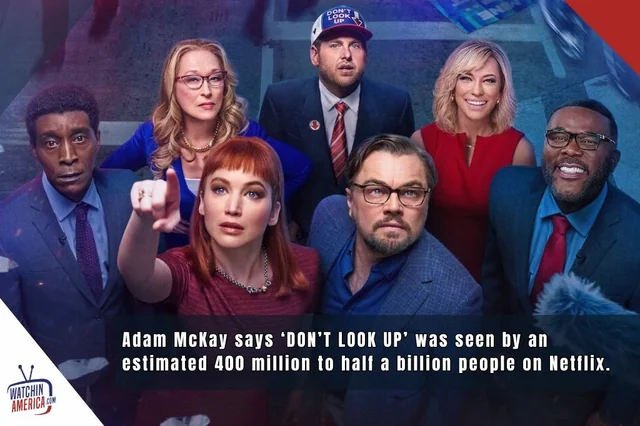 DON'T
LOOK
UP
Adam McKay says ‘DON'T LOOK UP’ was seen by an
estimated 400 million to half a billion people on Netflix.
WATCHIN
AMERICA.COM